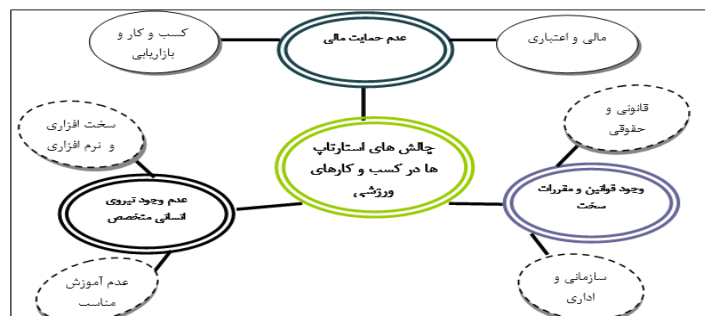 کسب و کار و
بازاریابی
عدم حمایت مالی
مالی و اعتباری
سخت افزاری
و نرم افزاری
چالش های استارتاپ
ها در کسب و کارهای
ورزشی
قانونی و
حقوقی
عدم وجود نیروی
انسانی متخصص
وجود قوانین و مقررات
سخت
عدم آموزش
مناسب
سازمانی و
اداری